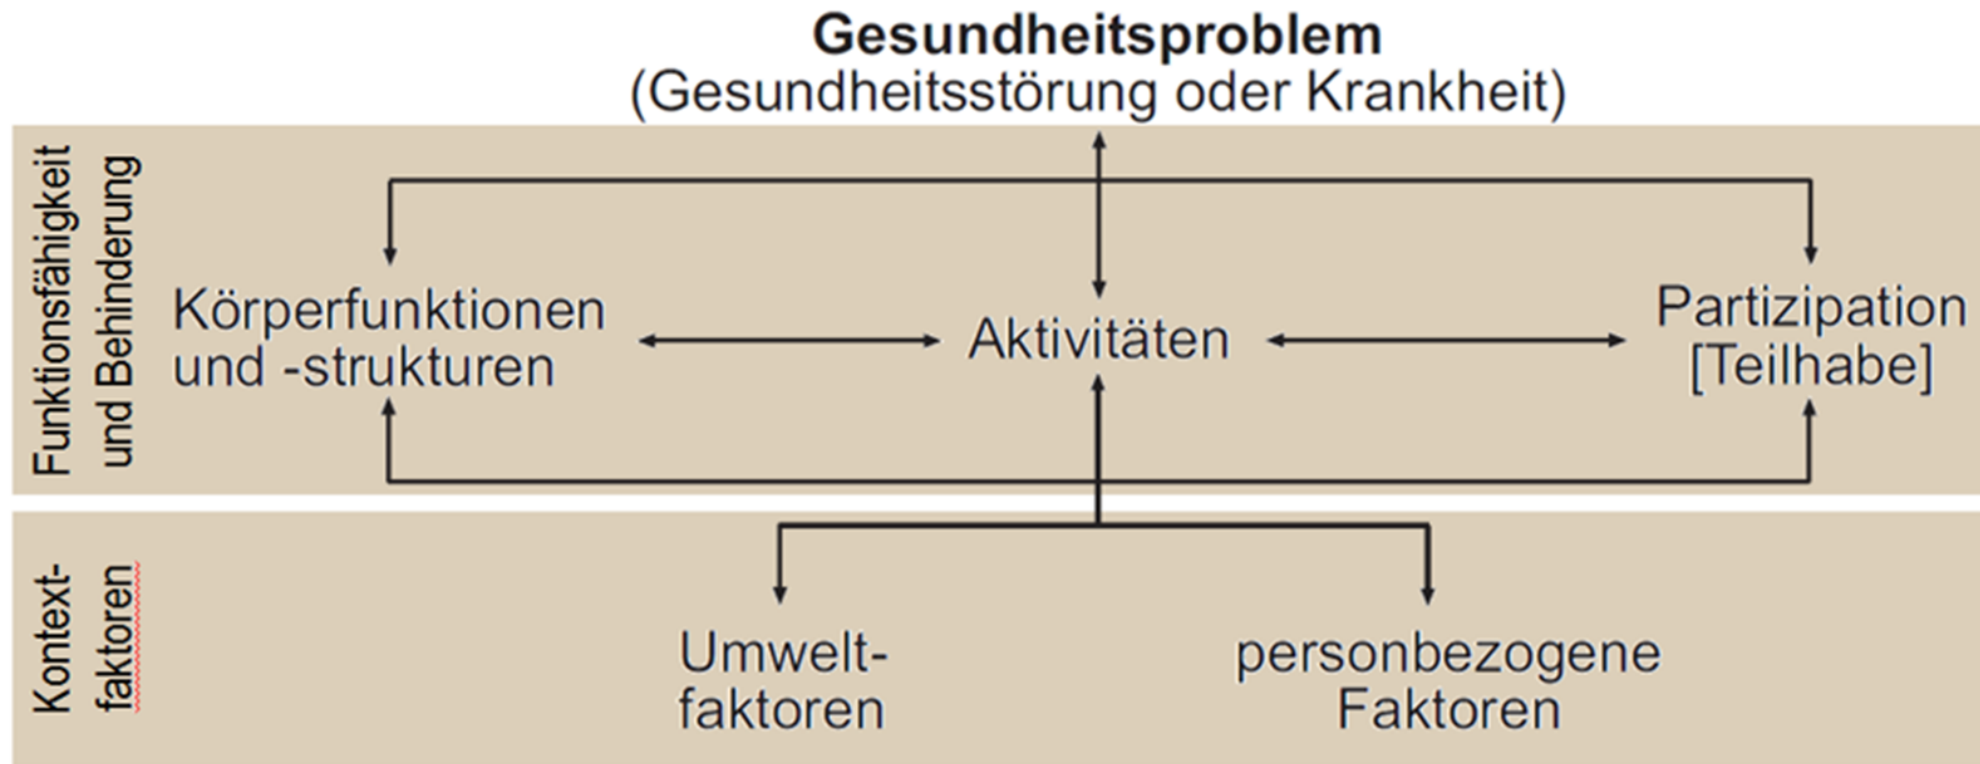 Gesundheitsproblem
(Gesundheitsstörung oder Krankheit)
Funktionsfähigkeit
und Behinderung
Körperfunktionen
und -strukturen
Aktivitäten
Partizipation
[Teilhabe]
Kontext-
faktoren
Umwelt-
faktoren
personbezogene
Faktoren